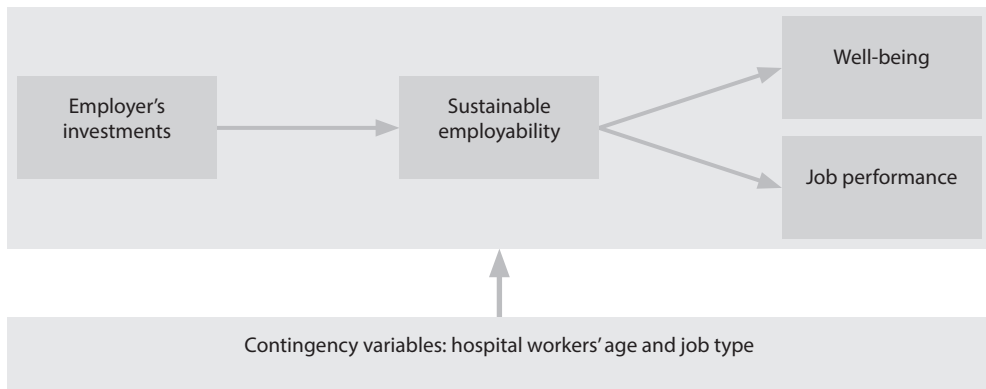 Employer's
investments
Sustainable
employability
Well-being
Job performance
Contingency variables: hospital workers' age and job type